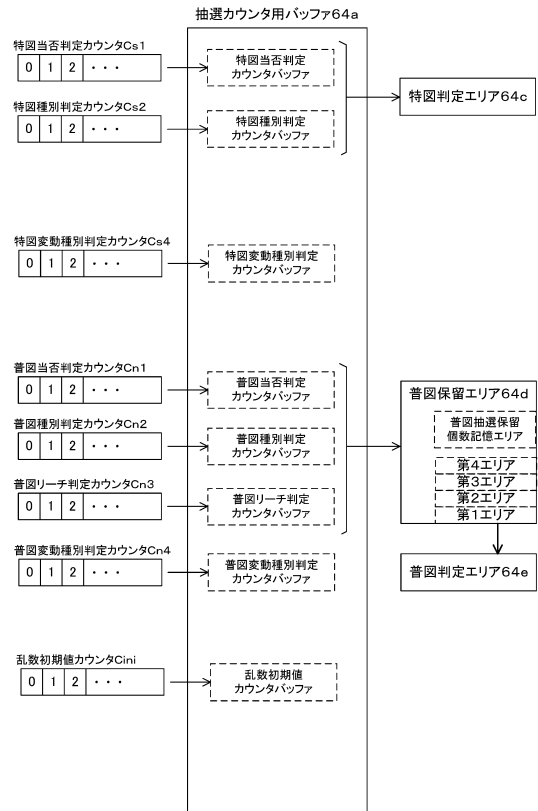 抽選カウンタ用バッファ64a
特図当否判定カウンタCs1
0 1 2 ・・・
特図当否判定
カウンタバッファ
特図種別判定カウンタCs2
0 1 2 ・・・
特図種別判定
カウンタバッファ
特図判定エリア64c
特図変動種別判定カウンタCs4
0 1 2 ・・・
特図変動種別判定
カウンタバッファ
普図当否判定カウンタCn1
0 1 2 ・・・
普図当否判定
カウンタバッファ
普図種別判定カウンタCn2
0 1 2 ・・・
普図種別判定
カウンタバッファ
普図リーチ判定カウンタCn3
0 1 2 ・・・
普図リーチ判定
カウンタバッファ
普図保留エリア64d
普図抽選保留
個数記憶エリア
第4エリア
第3エリア
第2エリア
第1エリア
普図変動種別判定カウンタCn4
0 1 2 ・・・
普図変動種別判定
カウンタバッファ
普図判定エリア64e
乱数初期値カウンタCini
0 1 2 ・・・
乱数初期値
カウンタバッファ